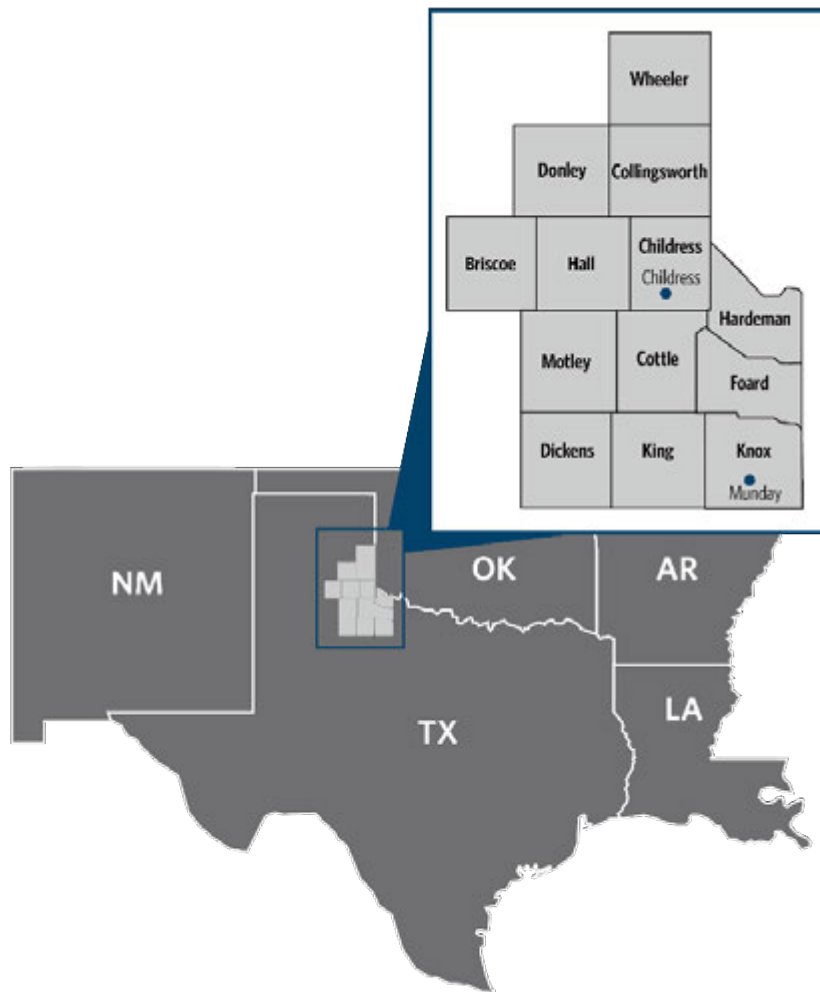 Wheeler
Donley
Collingsworth
Briscoe
Hall
Childress
Childress
Hardeman
Motley
Cottle
Foard
Dickens
King
Knox
Munday
NM
OK
AR
TX
LA